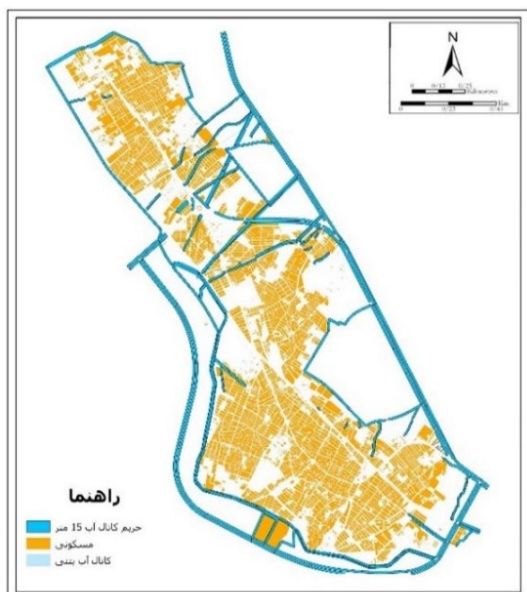 N
راهنما
حریم کانال آب 15 متر
مسکونی
کانال آب بتنی